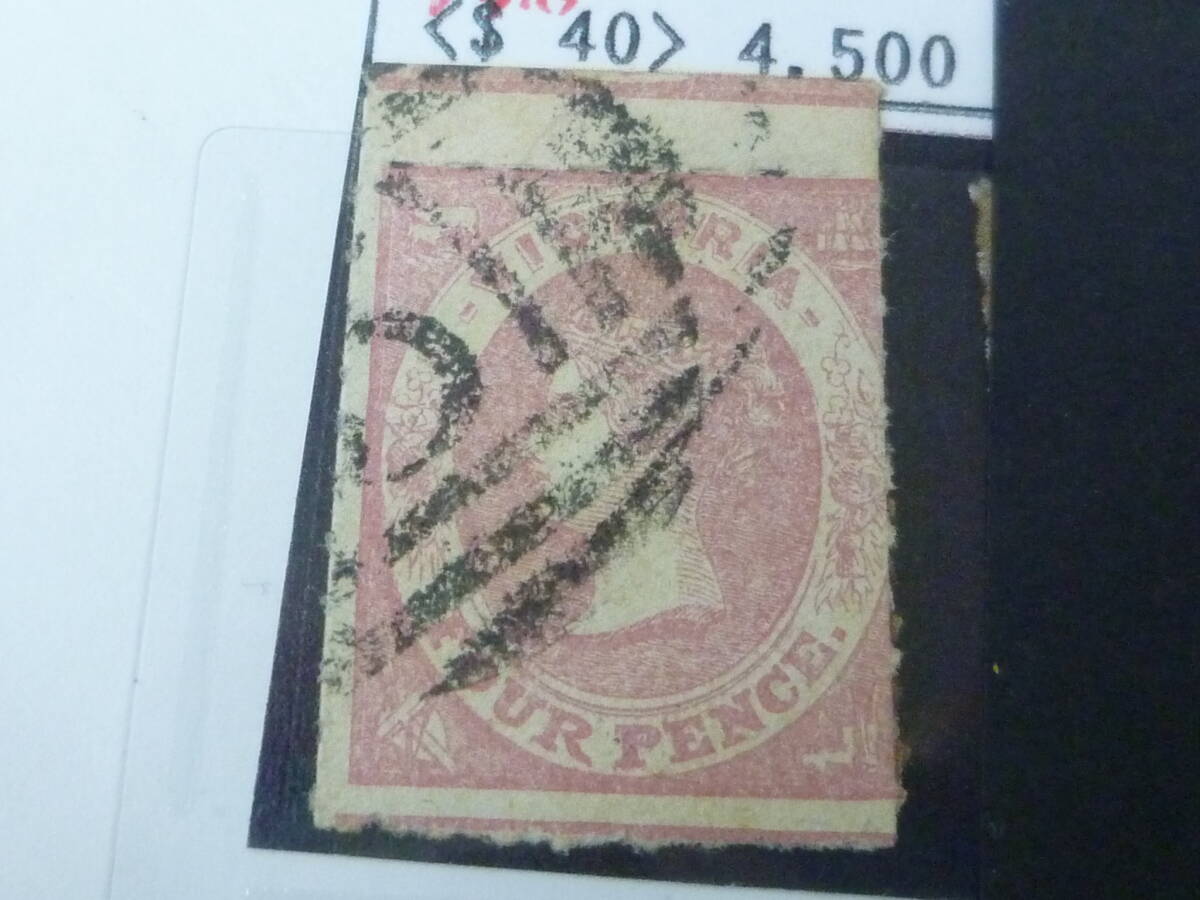 <$ 40> 4.500
VICTORIA
FOUR PENCE.